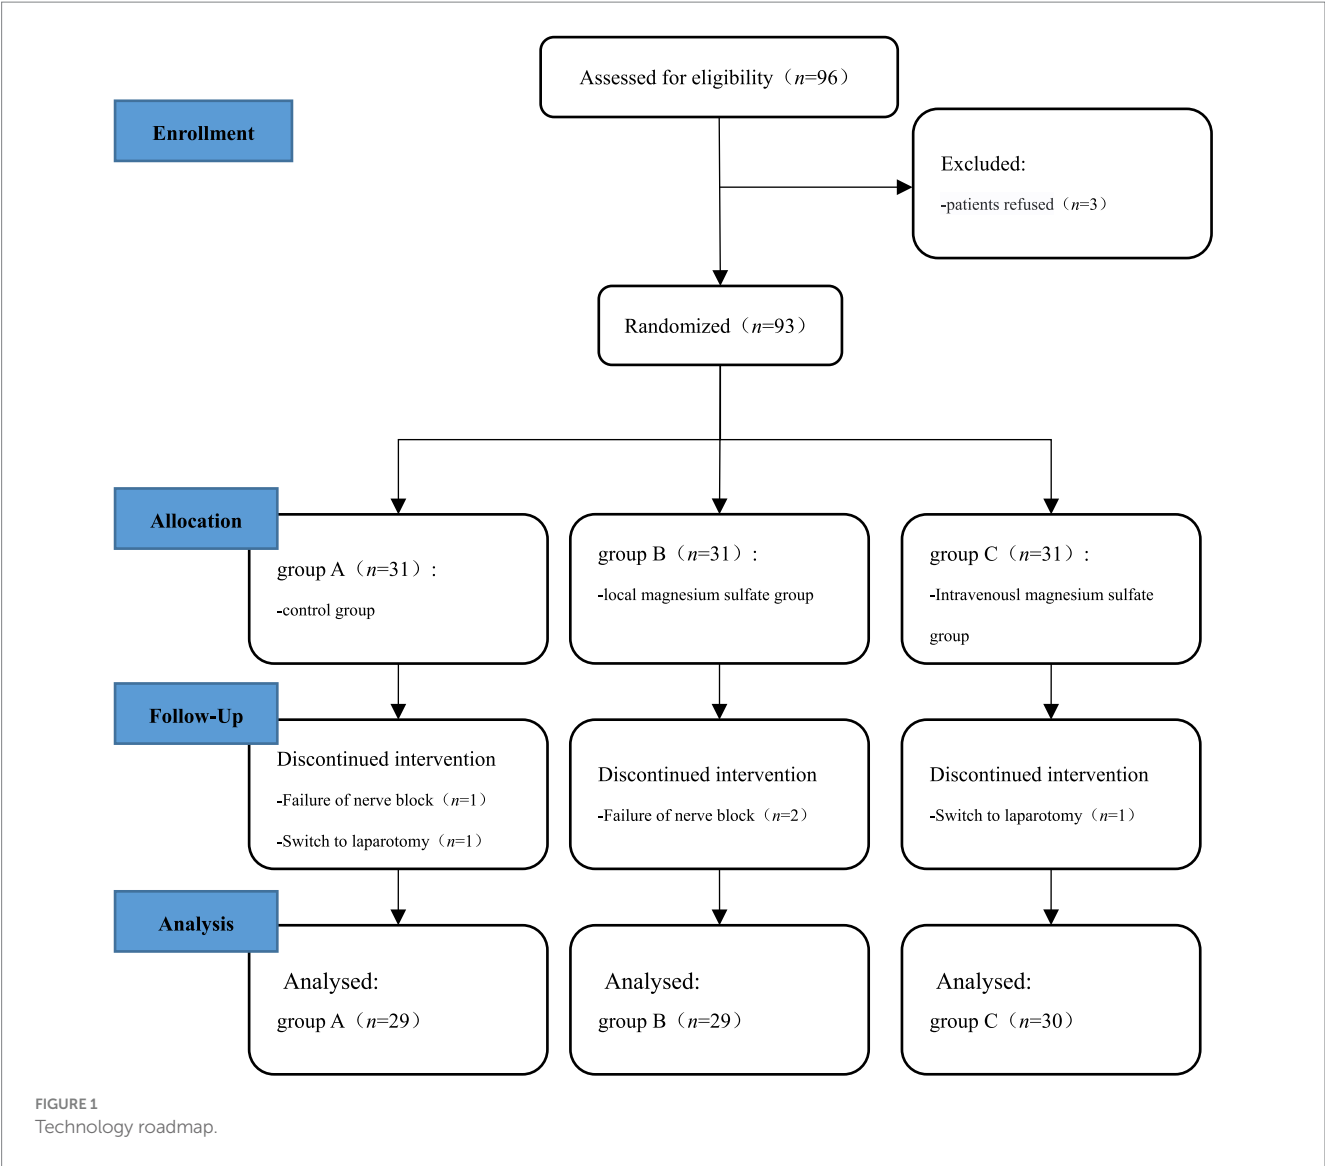 Assessed for eligibility（n=96）
Enrollment
Excluded:
-patients refused（n=3）
Randomized（n=93）
Allocation
group A（n=31）:
-control group
group B（n=31）:
-local magnesium sulfate group
group C（n=31）:
-Intravenousl magnesium sulfate
group
Follow-Up
Discontinued intervention
-Failure of nerve block（n=1）
-Switch to laparotomy（n=1）
Discontinued intervention
-Failure of nerve block（n=2）
Discontinued intervention
-Switch to laparotomy（n=1）
Analysis
Analysed:
group A（n=29）
Analysed:
group B（n=29）
Analysed:
group C（n=30）
FIGURE 1
Technology roadmap.